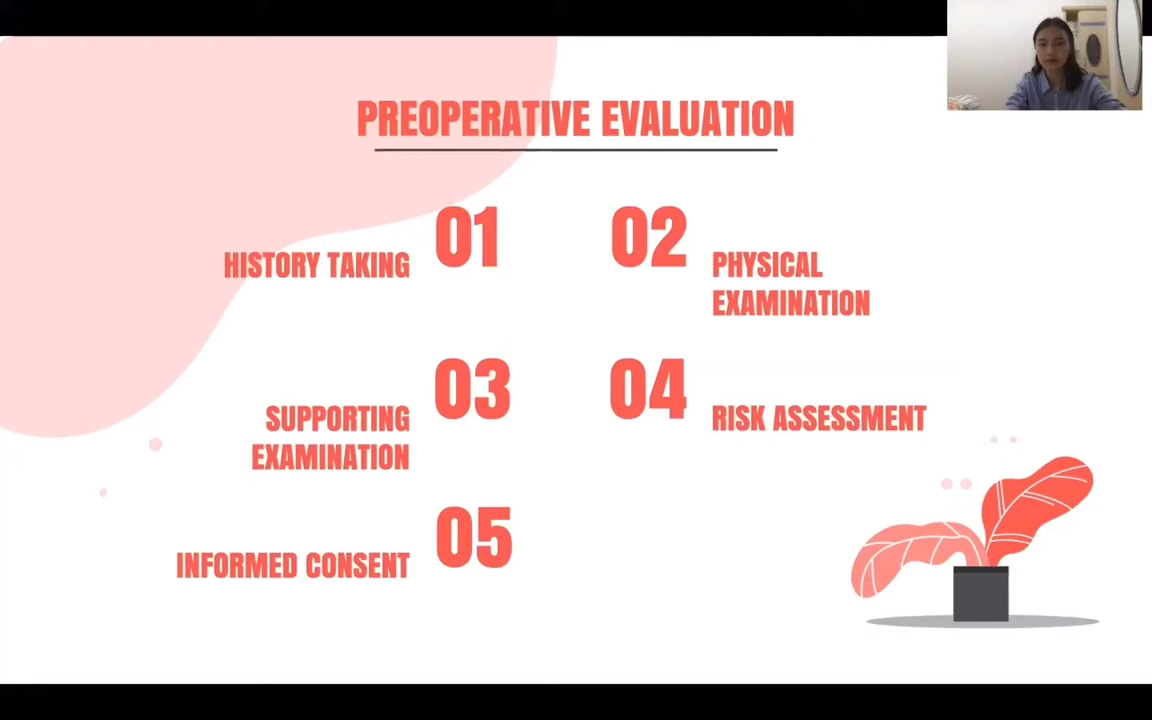 PREOPERATIVE EVALUATION
01
HISTORY TAKING
02
PHYSICAL
EXAMINATION
03
SUPPORTING
EXAMINATION
04
RISK ASSESSMENT
05
INFORMED CONSENT